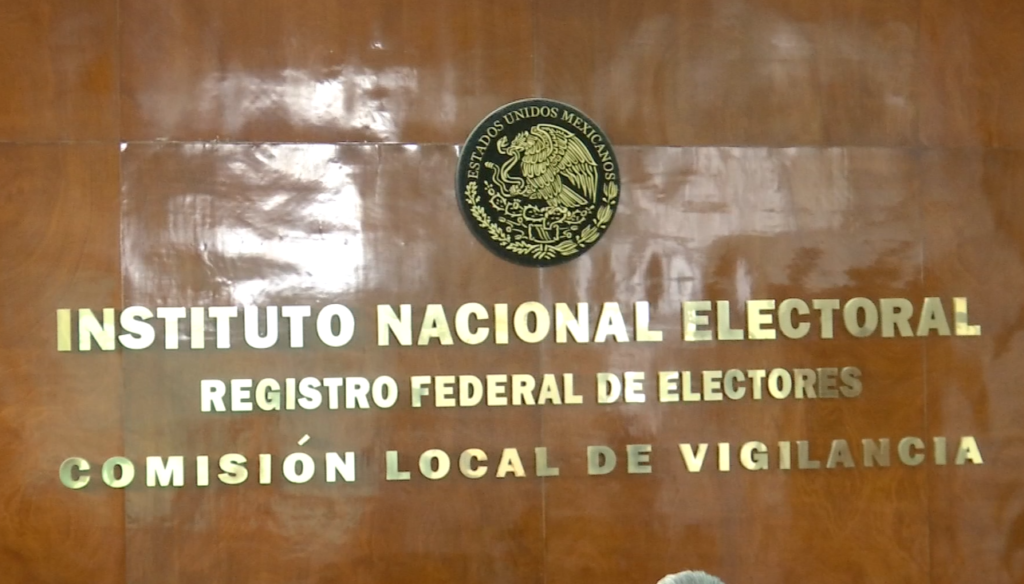 ESTADOS UNIDOS MEXICANOS
INSTITUTO NACIONAL ELECTORAL
REGISTRO FEDERAL DE ELECTORES
COMISIÓN LOCAL DE VIGILANCIA